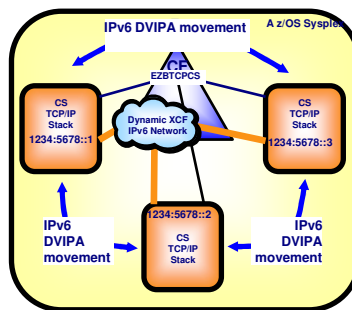 A z/OS Sysplex
IPv6 DVIPA movement
CF
EZBTCPCS
CS
TCP/IP
Stack
1234:5678::1
Dynamic XCF
IPv6 Network
CS
TCP/IP
Stack
1234:5678::3
IPv6
DVIPA
movement
1234:5678::2
CS
TCP/IP
Stack
IPv6
DVIPA
movement